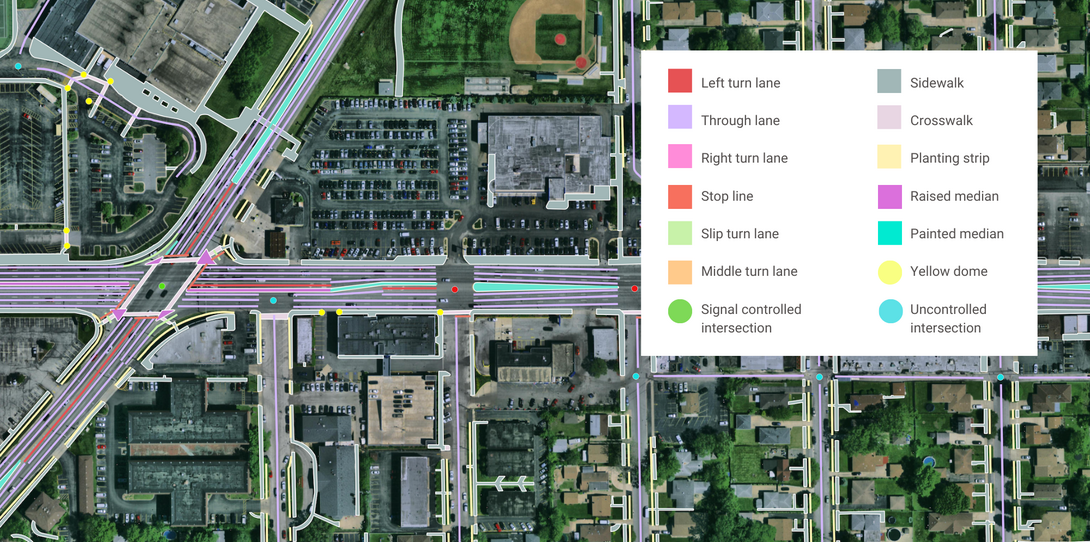 Left turn lane
Through lane
Right turn lane
Stop line
Slip turn lane
Middle turn lane
Signal controlled
intersection
Sidewalk
Crosswalk
Planting strip
Raised median
Painted median
Yellow dome
Uncontrolled
intersection